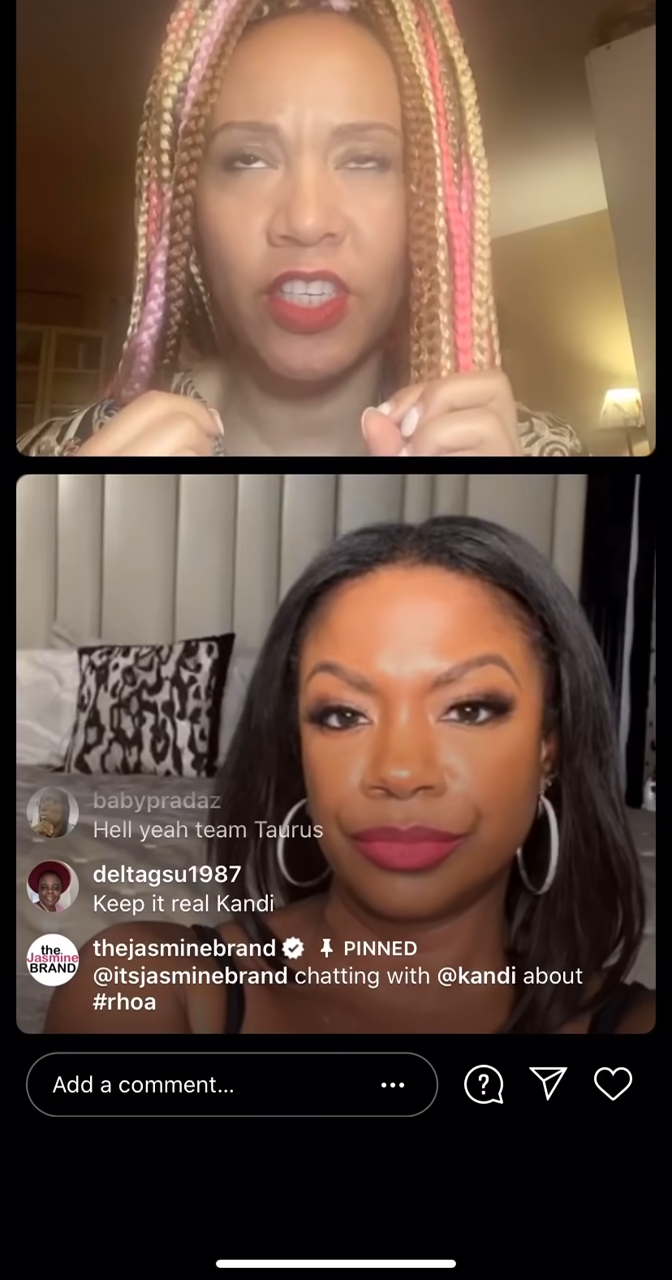 babypradaz
Hell yeah team Taurus
deltagsu1987
Keep it real Kandi
the
Jasmine
BRAND
thejasminebrand PINNED
@itsjasminebrand chatting with @kandi about
#rhoa
Add a comment...
?